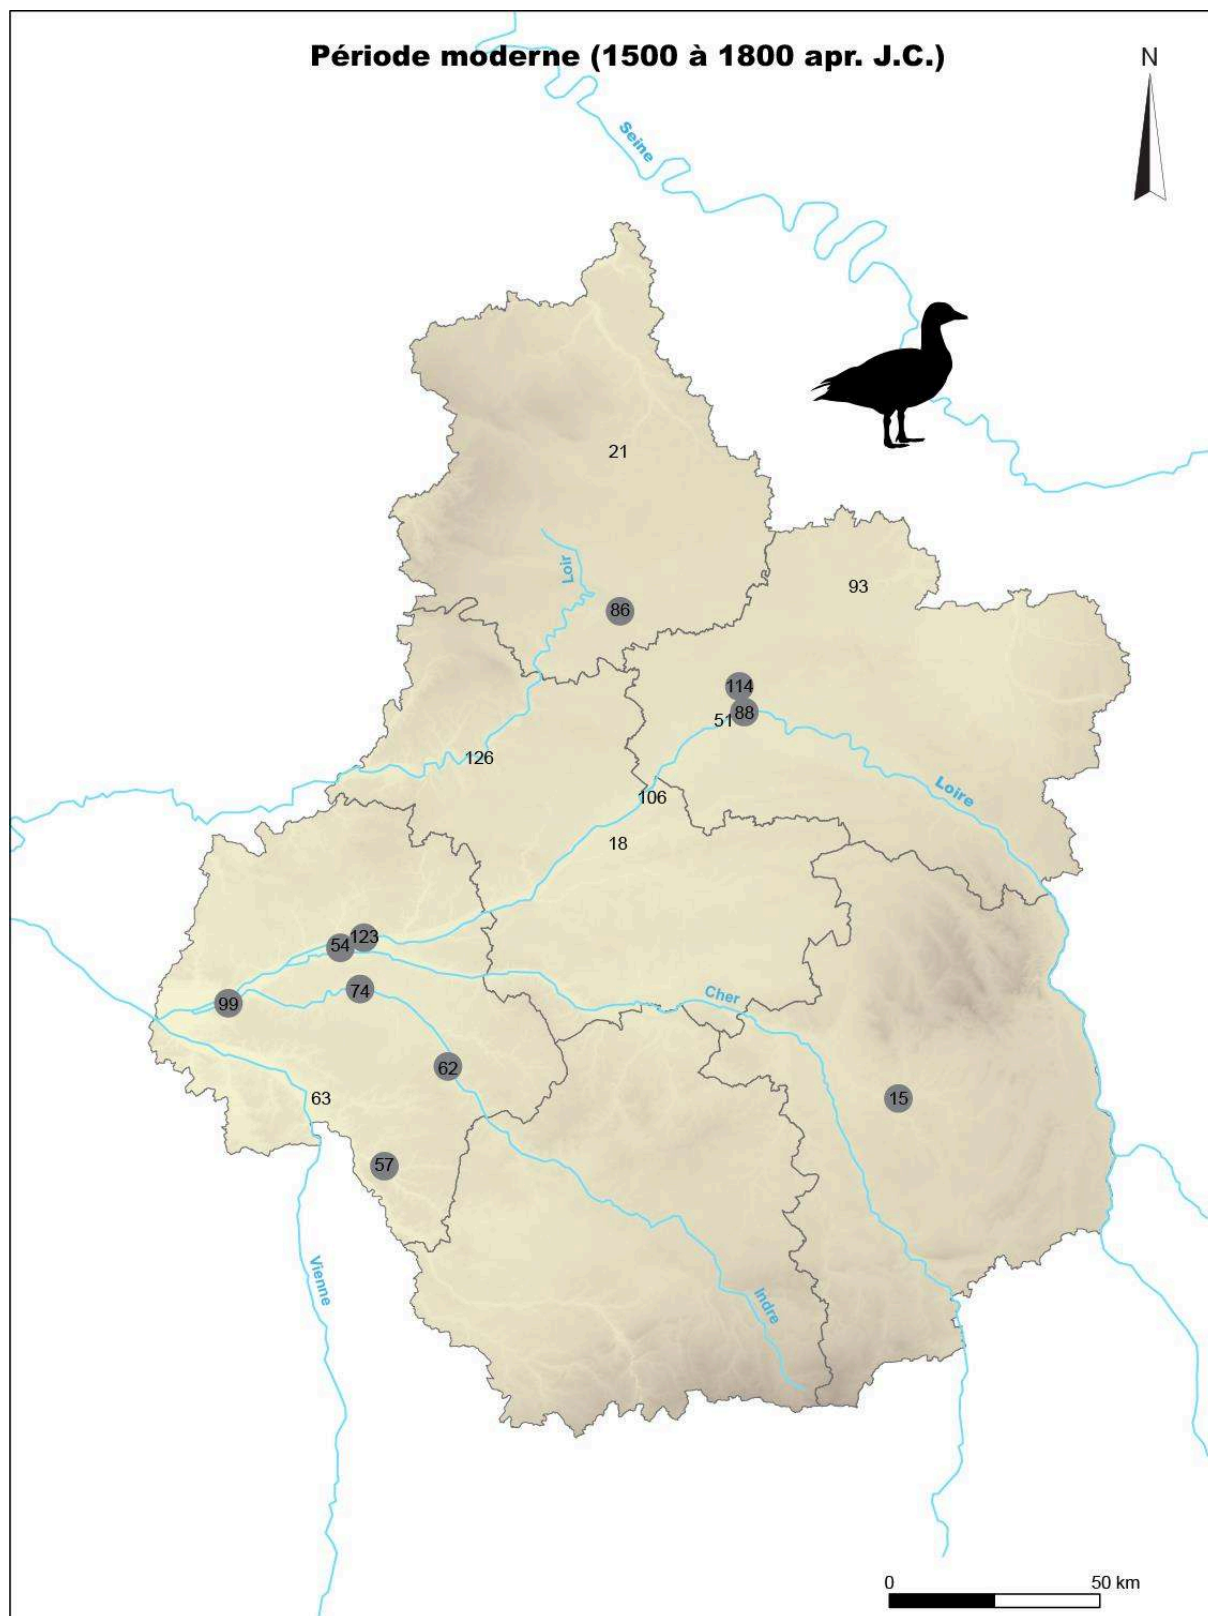 Période moderne (1500 à 1800 apr. J.C.)
N
Seine
21
Loir
93
86
114
51
88
126
106
Loire
18
123
54
74
99
Cher
62
63
15
57
Vienne
Indre
0
50 km